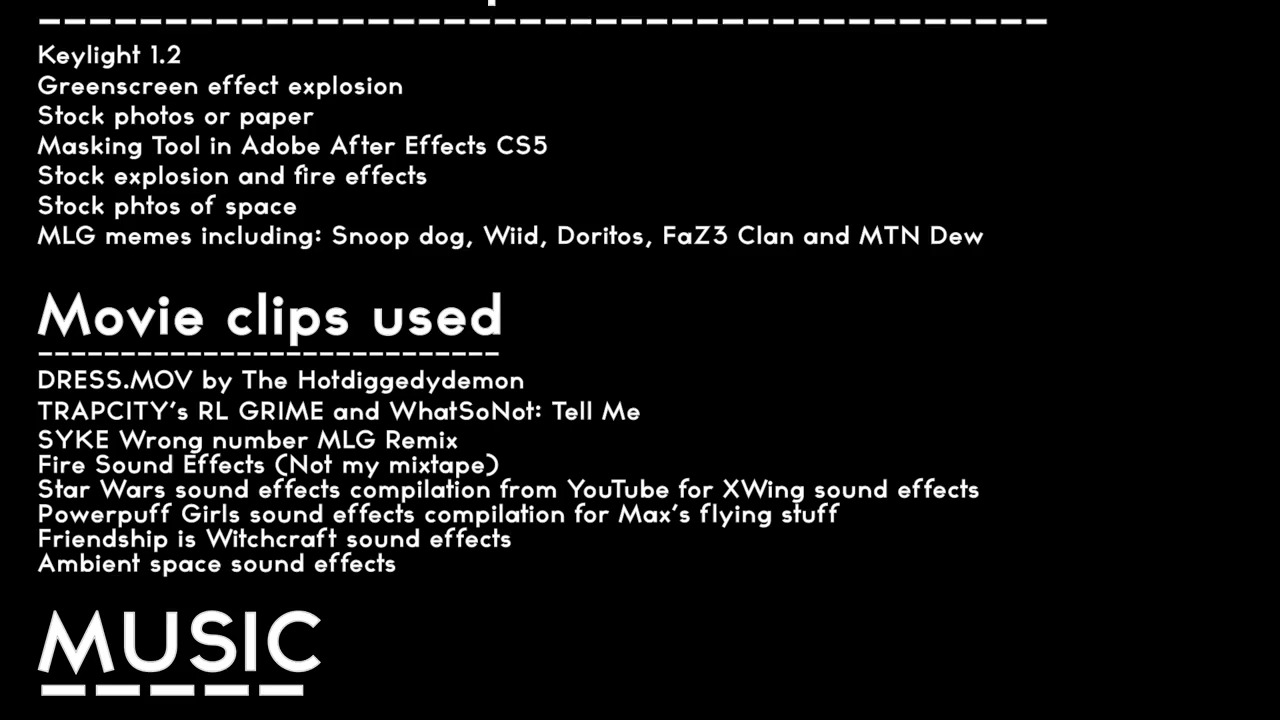 Keylight 1.2
Greenscreen effect explosion
Stock photos or paper
Masking Tool in Adobe After Effects CS5
Stock explosion and fire effects
Stock phtos of space
MLG memes including: Snoop dog, Wiid, Doritos, FaZ3 Clan and MTN Dew
Movie clips used
DRESS.MOV by The Hotdiggedydemon
TRAPCITY's RL GRIME and WhatSoNot: Tell Me
SYKE Wrong number MLG Remix
Fire Sound Effects (Not my mixtape)
Star Wars sound effects compilation from YouTube for XWing sound effects
Powerpuff Girls sound effects compilation for Max's flying stuff
Friendship is Witchcraft sound effects
Ambient space sound effects
MUSIC